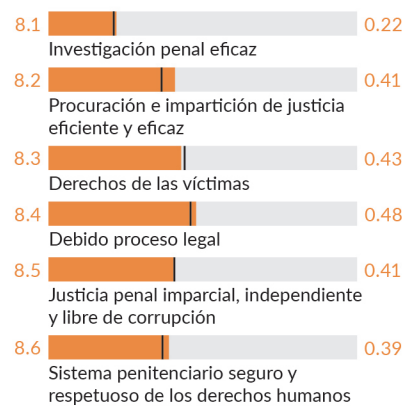 8.1 0.22
Investigación penal eficaz
8.2 0.41
Procuración e impartición de justicia
eficiente y eficaz
8.3 0.43
Derechos de las víctimas
8.4 0.48
Debido proceso legal
8.5 0.41
Justicia penal imparcial, independiente
y libre de corrupción
8.6 0.39
Sistema penitenciario seguro y
respetuoso de los derechos humanos